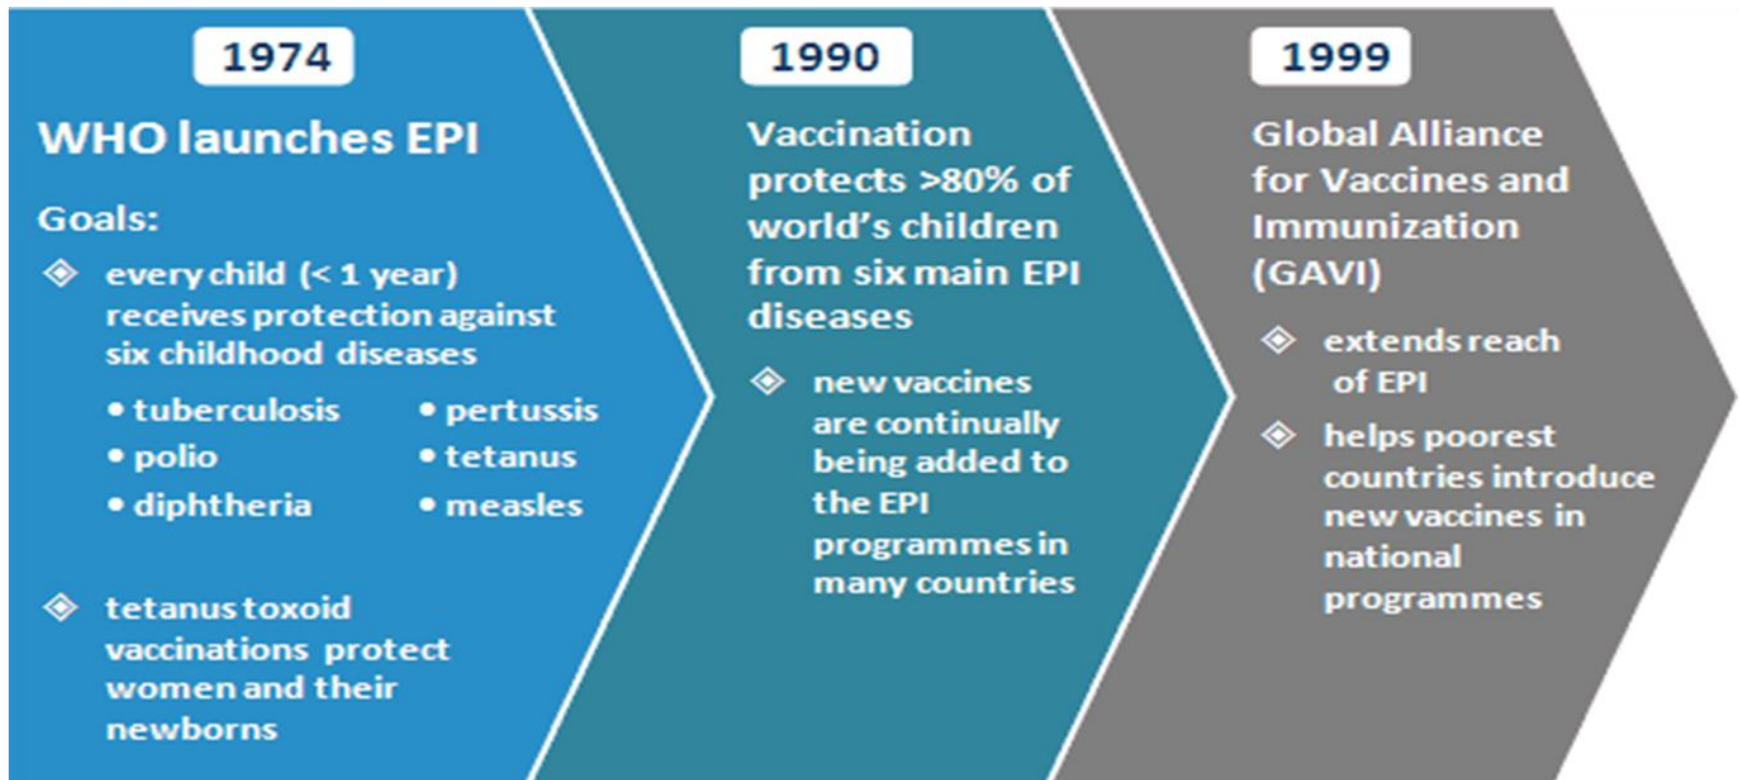 1974
WHO launches EPI
Goals:
every child (< 1 year)
receives protection against
six childhood diseases
• tuberculosis
• polio
• diphtheria
• pertussis
• tetanus
• measles
tetanus toxoid
vaccinations protect
women and their
newborns
1990
Vaccination
protects >80% of
world's children
from six main EPI
diseases
new vaccines
are continually
being added to
the EPI
programmes in
many countries
1999
Global Alliance
for Vaccines and
Immunization
(GAVI)
extends reach
of EPI
helps poorest
countries introduce
new vaccines in
national
programmes